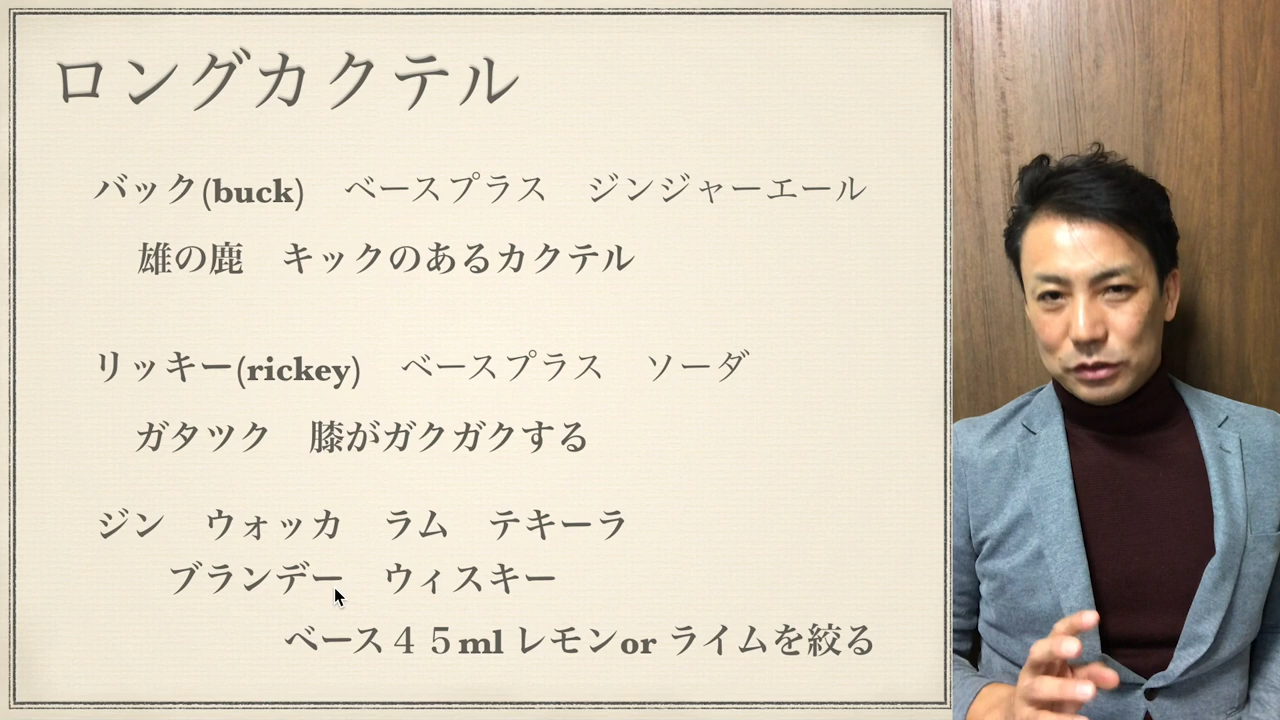 ロングカクテル
バック(buck)　ベースプラス　ジンジャーエール
雄の鹿　キックのあるカクテル
リッキー(rickey)　ベースプラス　ソーダ
ガタツク　膝がガクガクする
ジン　ウォッカ　ラム　テキーラ
ブランデー　ウィスキー
ベース４５ml レモンor ライムを絞る